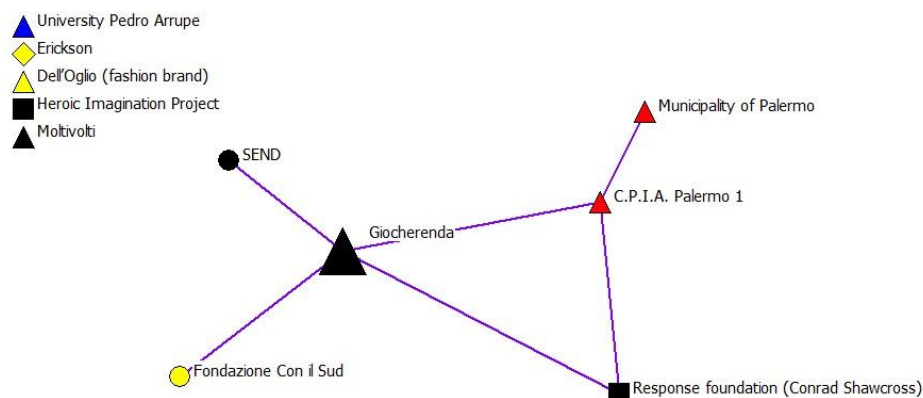 University Pedro Arrupe
Erickson
Dell'Oglio (fashion brand)
Heroic Imagination Project
Moltivolti
Municipality of Palermo
SEND
C.P.I.A. Palermo 1
Giocherenda
Fondazione Con il Sud
Response foundation (Conrad Shawcross)